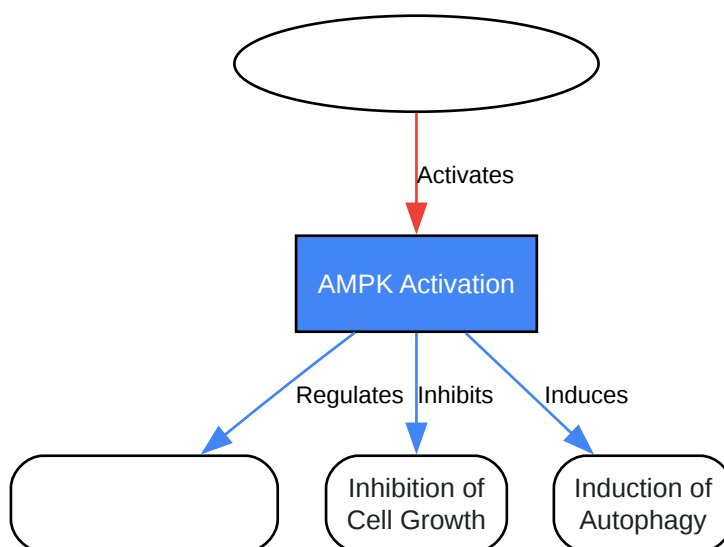 Activates
AMPK Activation
Regulates
Inhibits
Induces
Inhibition of
Cell Growth
Induction of
Autophagy